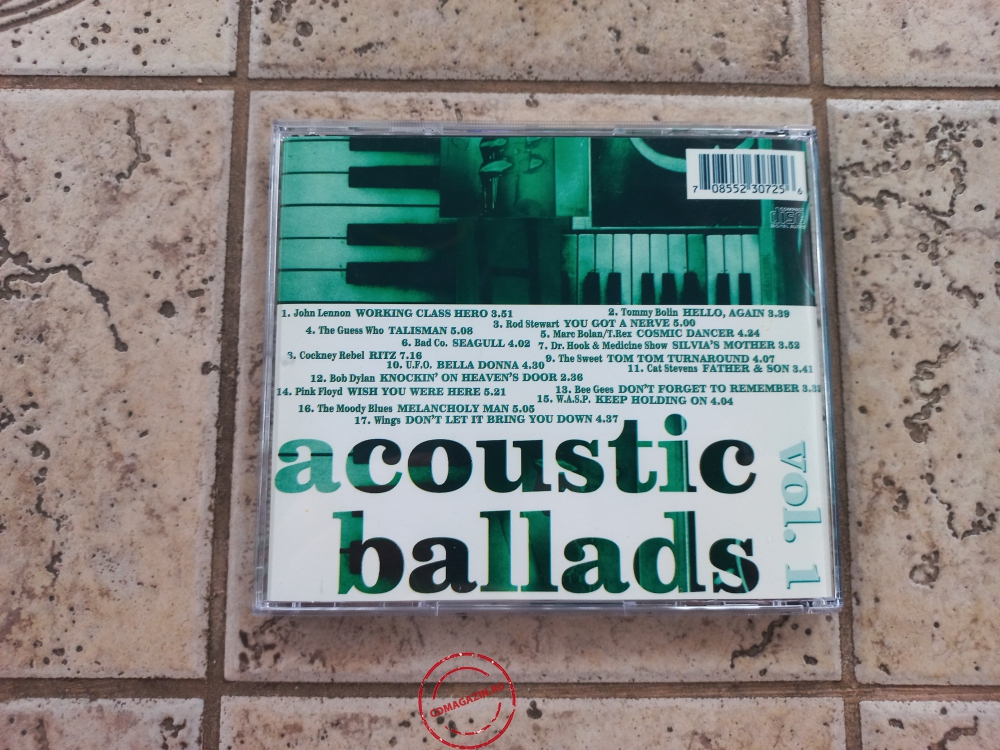 7 08552 30725 6
COMPACT
disc
DIGITAL AUDIO
1. John Lennon WORKING CLASS HERO 3.51
2. Tommy Bolin HELLO, AGAIN 3.39
3. Rod Stewart YOU GOT A NERVE 5.00
4. The Guess Who TALISMAN 5.08
5. Marc Bolan/T.Rex COSMIC DANCER 4.24
6. Bad Co. SEAGULL 4.02
7. Dr. Hook & Medicine Show SILVIA'S MOTHER 3.52
3. Cockney Rebel RITZ 7.16
9. The Sweet TOM TOM TURNAROUND 4.07
10. U.F.O. BELLA DONNA 4.30
11. Cat Stevens FATHER & SON 3.41
12. Bob Dylan KNOCKIN' ON HEAVEN'S DOOR 2.36
13. Bee Gees DON'T FORGET TO REMEMBER
14. Pink Floyd WISH YOU WERE HERE 5.21
15. W.A.S.P. KEEP HOLDING ON 4.04
16. The Moody Blues MELANCHOLY MAN 5.05
17. Wings DON'T LET IT BRING YOU DOWN 4.37
acoustic
ballads
vol. 1
CDMAGAZIN.RU